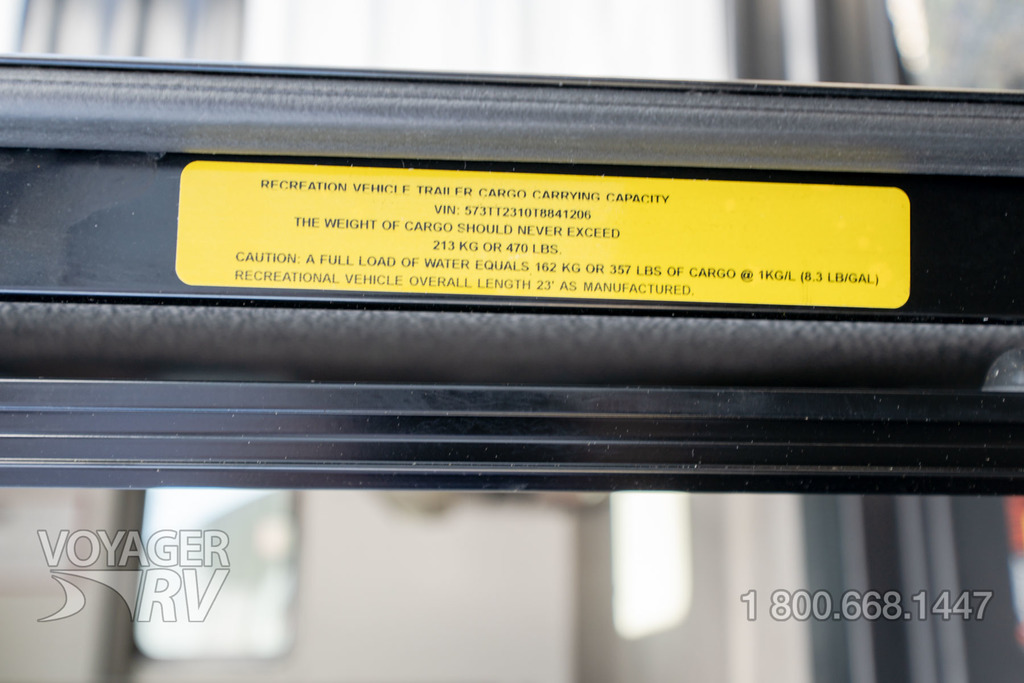 RECREATION VEHICLE TRAILER CARGO CARRYING CAPACITY
VIN: 573TT2310T8841206
THE WEIGHT OF CARGO SHOULD NEVER EXCEED
213 KG OR 470 LBS.
CAUTION: A FULL LOAD OF WATER EQUALS 162 KG OR 357 LBS OF CARGO @ 1KG/L (8.3 LB/GAL)
RECREATIONAL VEHICLE OVERALL LENGTH 23' AS MANUFACTURED.
VOYAGER
RV
1 800.668.1447